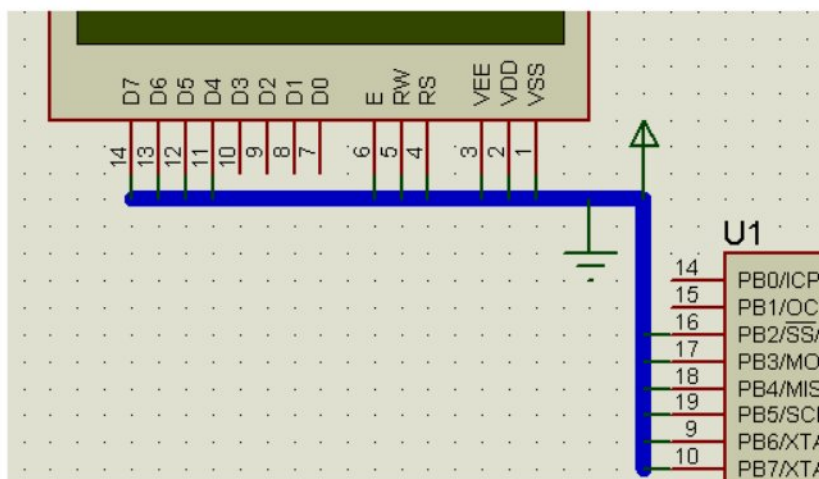 D7 D6 D5 D4 D3 D2 D1 D0 E RW RS VEE VDD VSS
14 13 12 11 10 9 8 7 6 5 4 3 2 1
U1
14 PB0/ICP
15 PB1/OC
16 PB2/SS/
17 PB3/MO
18 PB4/MIS
19 PB5/SC
9 PB6/XTA
10 PB7/XTA